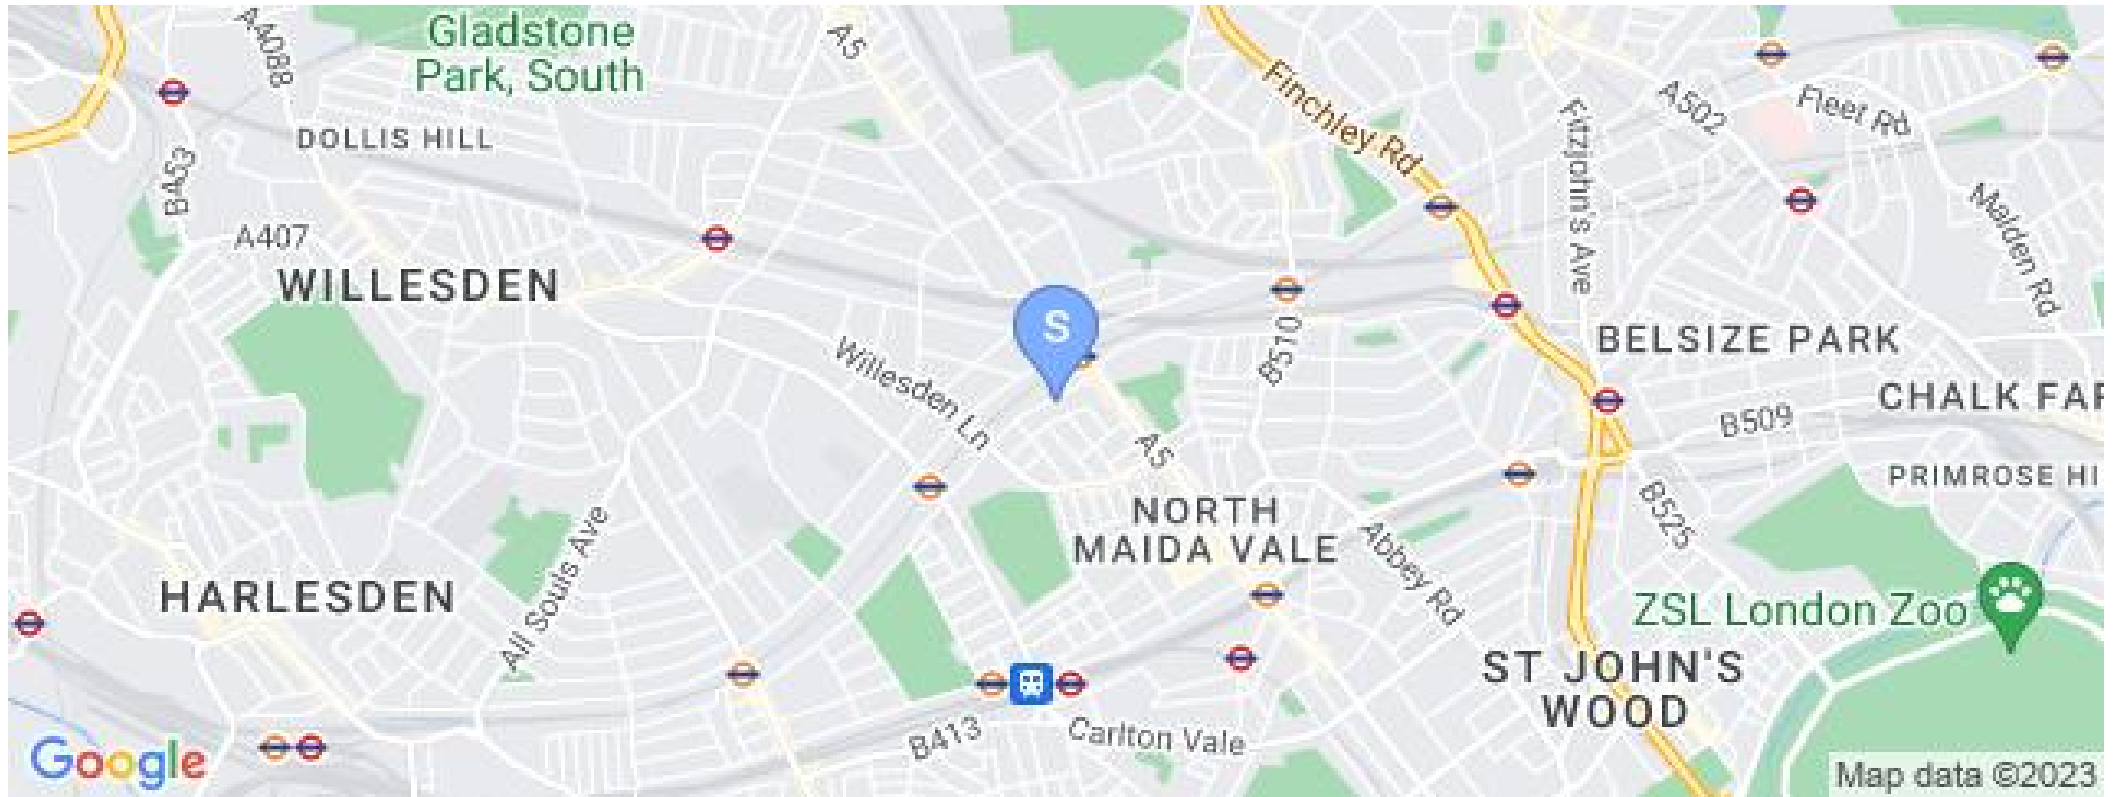 Gladstone
Park, South
A4088
A5
Finchley Rd
A502
Fleet Rd
DOLLIS HILL
B453
Fitzjohn's Ave
Malden Rd
A407
WILLESDEN
S
B510
BELSIZE PARK
Willesden Ln
CHALK FAR
B509
A5
PRIMROSE HI
NORTH
MAIDA VALE
B525
Abbey Rd
All Souls Ave
HARLESDEN
ZSL London Zoo
ST JOHN'S
WOOD
B413
Carlton Vale
Google
Map data ©2023